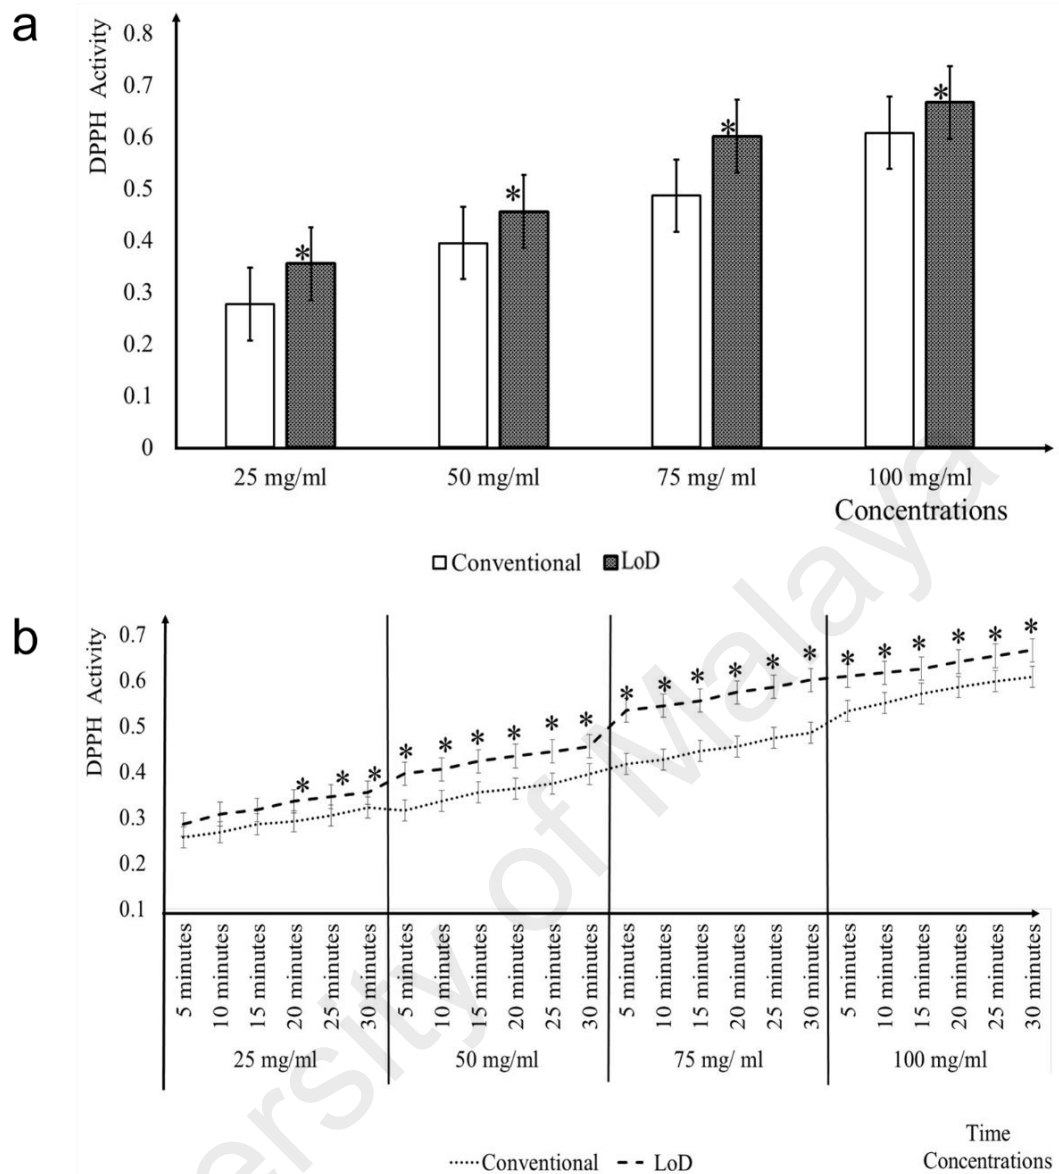 a
DPPH Activity
0.8
0.7
0.6
0.5
0.4
0.3
0.2
0.1
0
* * * *
25 mg/ml 50 mg/ml 75 mg/ ml 100 mg/ml
Concentrations
Conventional LoD
b
DPPH Activity
0.7
0.6
0.5
0.4
0.3
0.2
0.1
* * * * * * * * * * * * * * * * * * * * *
5 minutes 10 minutes 15 minutes 20 minutes 25 minutes 30 minutes 5 minutes 10 minutes 15 minutes 20 minutes 25 minutes 30 minutes 5 minutes 10 minutes 15 minutes 20 minutes 25 minutes 30 minutes 5 minutes 10 minutes 15 minutes 20 minutes 25 minutes 30 minutes
25 mg/ml 50 mg/ml 75 mg/ ml 100 mg/ml
Time
Concentrations
Conventional LoD
ersity of Malaya